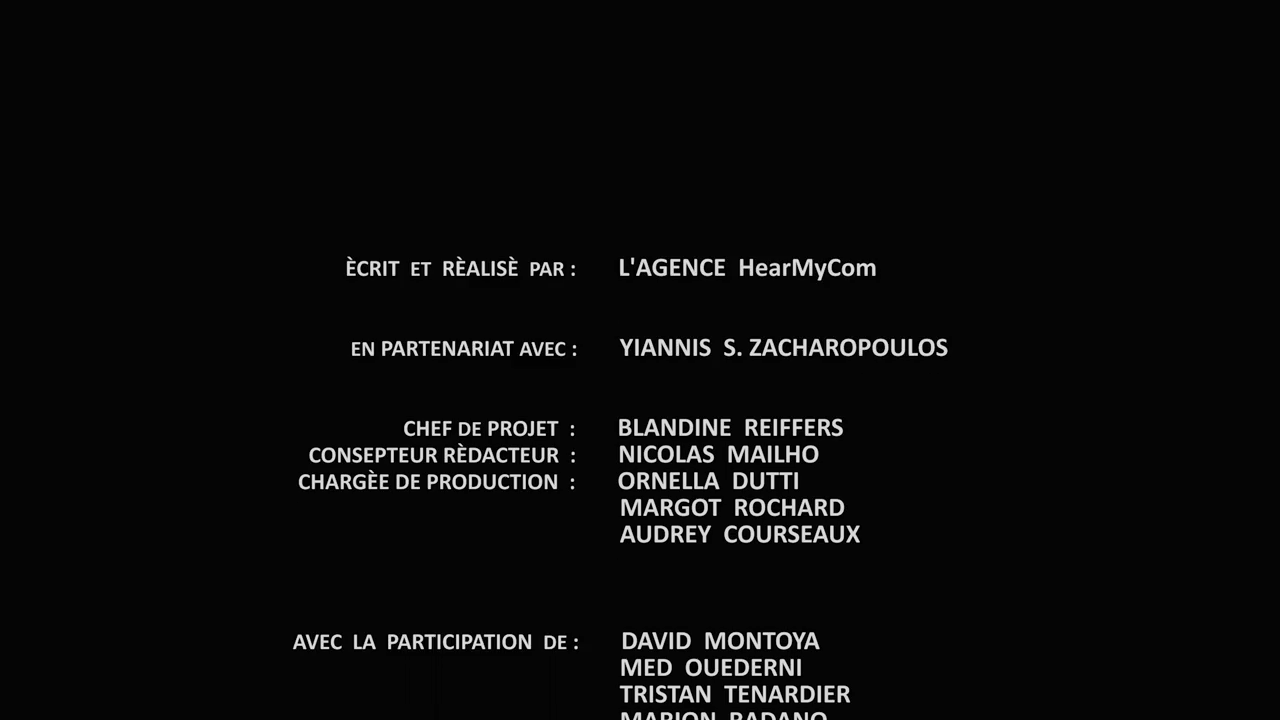 ÈCRIT ET RÈALISÈ PAR : L'AGENCE HearMyCom
EN PARTENARIAT AVEC : YIANNIS S. ZACHAROPOULOS
CHEF DE PROJET : BLANDINE REIFFERS
CONSEPTEUR RÈDACTEUR : NICOLAS MAILHO
CHARGÈE DE PRODUCTION : ORNELLA DUTTI
MARGOT ROCHARD
AUDREY COURSEAUX
AVEC LA PARTICIPATION DE : DAVID MONTOYA
MED OUEDERNI
TRISTAN TENARDIER
MARION RADANO